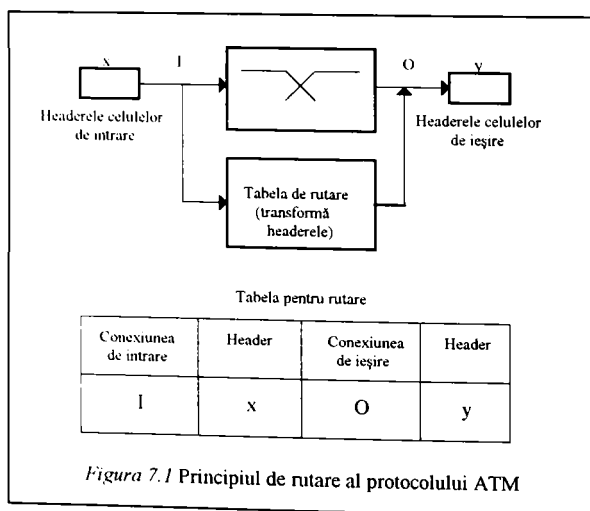 x I O y
Headerele celulelor
de intrare
Headerele celulelor
de ieşire
Tabela de rutare
(transformă
headerele)
Tabela pentru rutare
Conexiunea
de intrare
Header
Conexiunea
de ieşire
Header
I x O y
Figura 7.1 Principiul de rutare al protocolului ATM